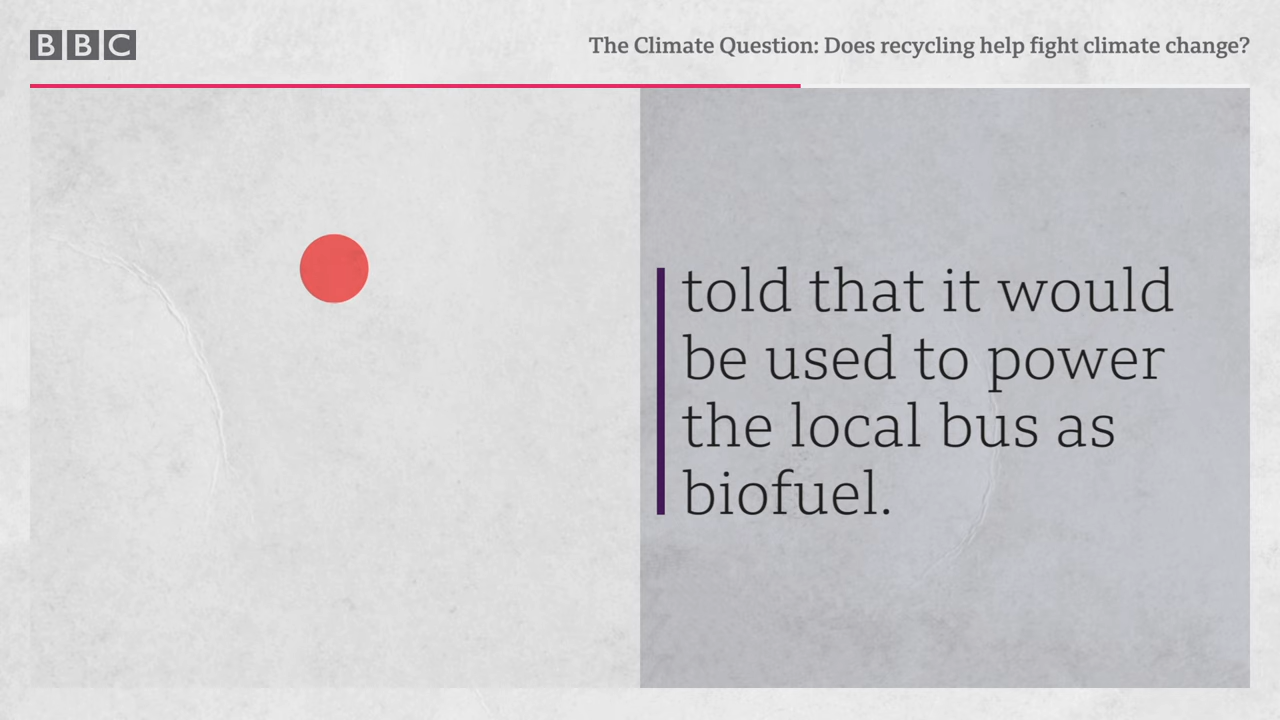 BBC
The Climate Question: Does recycling help fight climate change?
told that it would
be used to power
the local bus as
biofuel.